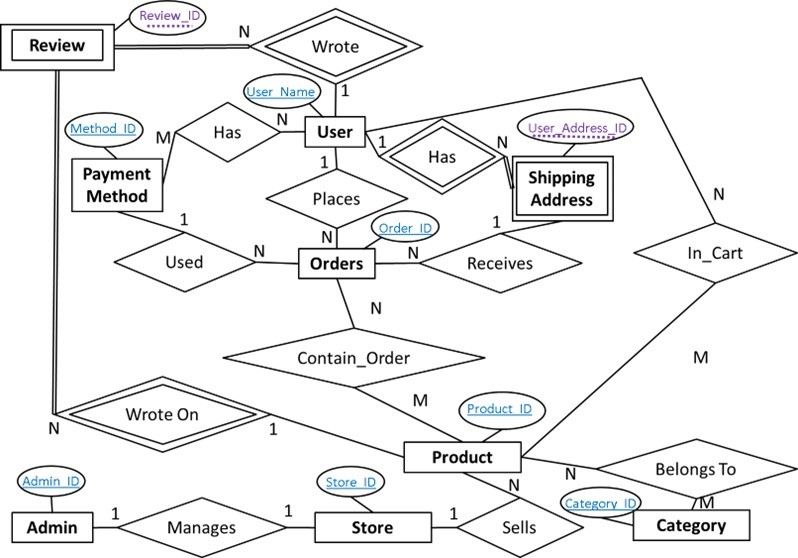 Review_ID
Review
N
Wrote
User_Name
1
Method_ID
M
Has
N
User
1
Has
N
User_Address_ID
Payment
Method
1
Places
Shipping
Address
N
Order_ID
1
1
N
Used
N
Orders
N
Receives
In_Cart
N
Contain_Order
M
M
Product_ID
N
Wrote On
1
Product
N
Belongs To
Admin_ID
Store_ID
N
Category_ID
M
Admin
1
Manages
1
Store
1
Sells
Category